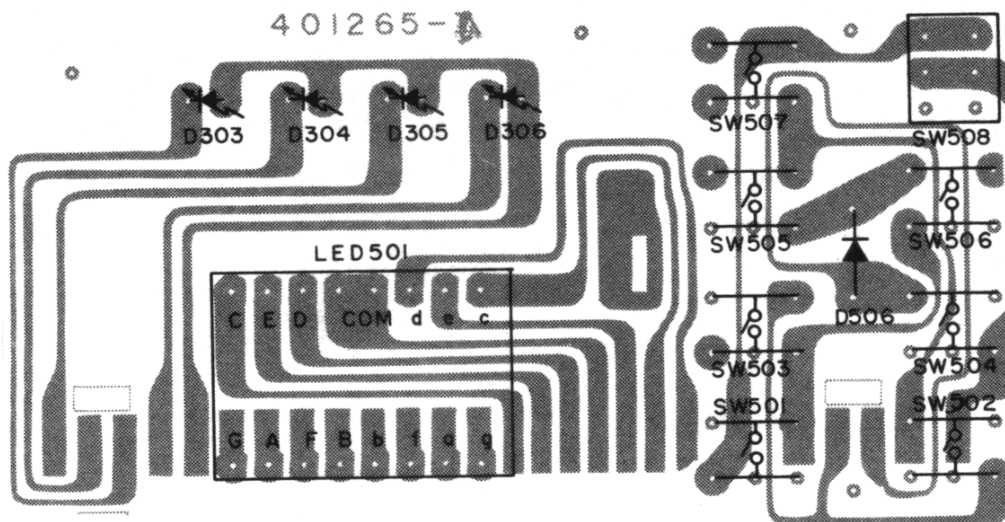 401265-
D303 D304 D305 D306
SW507 SW508
SW505 SW506
LED501
C E D COM d e c
D506
SW503 SW504
SW501 SW502
G A F B b f a g